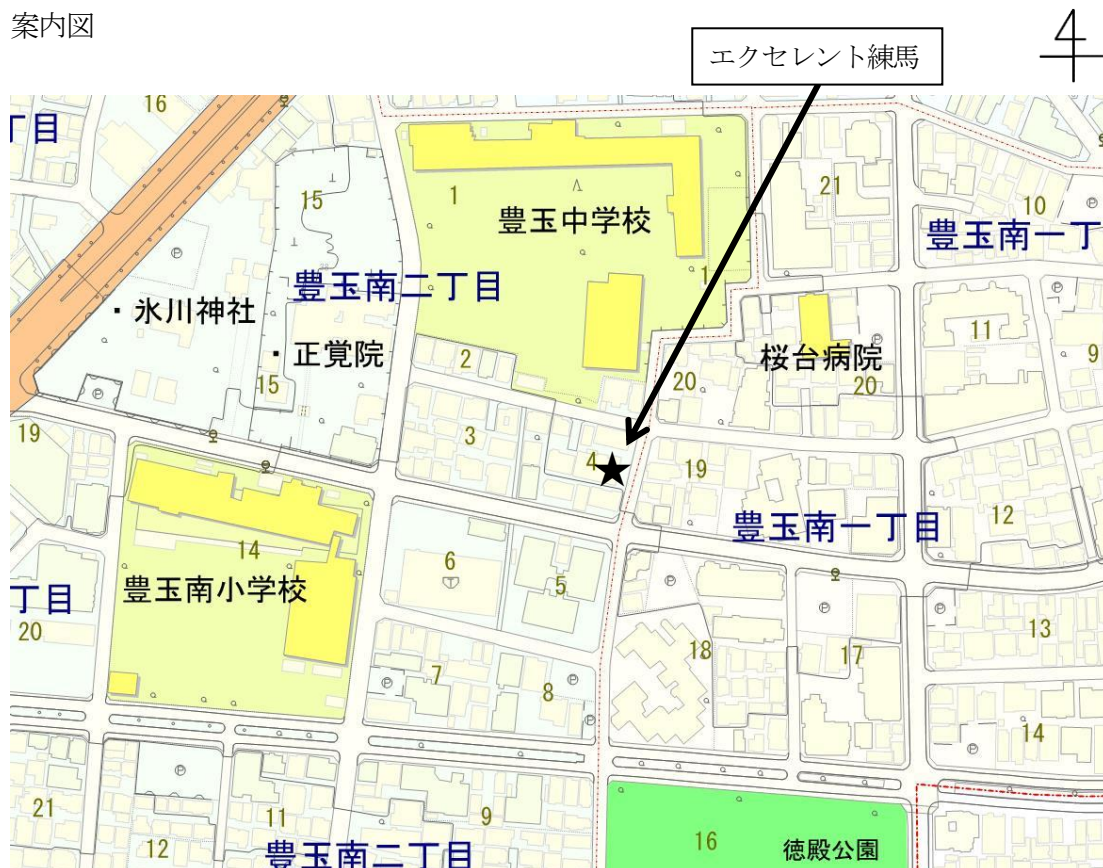 案内図
エクセレント練馬
4
16
丁目
15
1
豊玉中学校
21
10
豊玉南一丁
豊玉南二丁目
1
氷川神社
正覚院
15
2
20
桜台病院
20
11
9
19
3
4
19
12
豊玉南一丁目
14
6
5
豊玉南小学校
丁目
20
7
8
18
17
13
14
21
12
11
9
豊玉南二丁目
16
徳殿公園